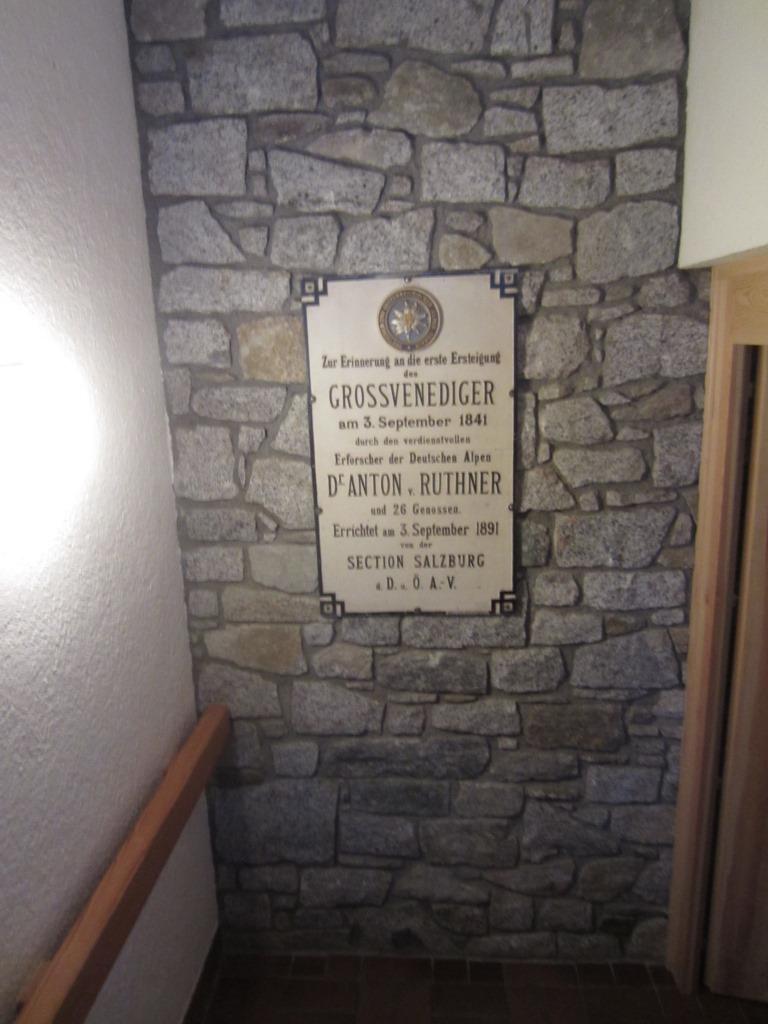 Zur Erinnerung an die erste Ersteigung
des
GROSSVENEDIGER
am 3. September 1841
durch den verdienstvollen
Erforscher der Deutschen Alpen
Dr ANTON v. RUTHNER
und 26 Genossen.
Errichtet am 3. September 1891
von der
SECTION SALZBURG
d. D. u. Ö. A.-V.